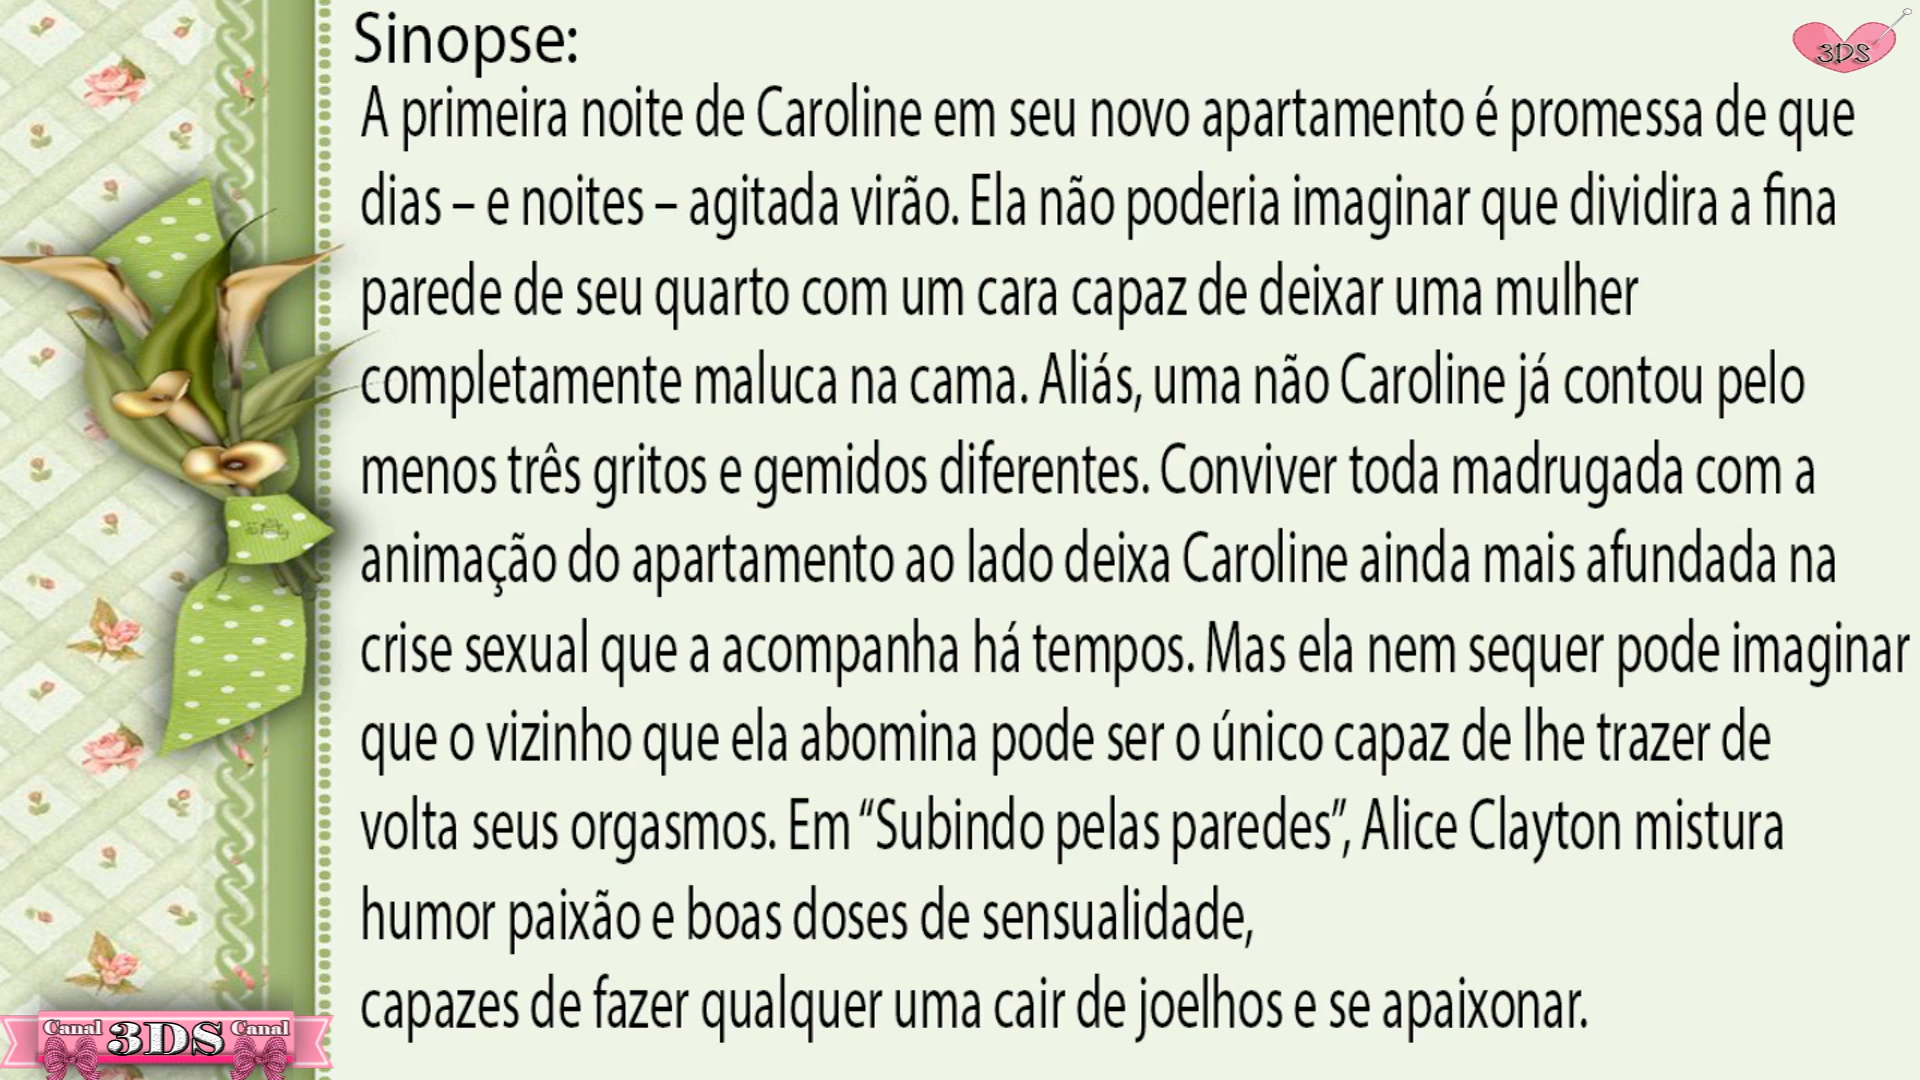 Sinopse:
3DS
A primeira noite de Caroline em seu novo apartamento é promessa de que
dias – e noites – agitada virão. Ela não poderia imaginar que dividira a fina
parede de seu quarto com um cara capaz de deixar uma mulher
completamente maluca na cama. Aliás, uma não Caroline já contou pelo
menos três gritos e gemidos diferentes. Conviver toda madrugada com a
animação do apartamento ao lado deixa Caroline ainda mais afundada na
crise sexual que a acompanha há tempos. Mas ela nem sequer pode imaginar
que o vizinho que ela abomina pode ser o único capaz de lhe trazer de
volta seus orgasmos. Em “Subindo pelas paredes”, Alice Clayton mistura
humor paixão e boas doses de sensualidade,
capazes de fazer qualquer uma cair de joelhos e se apaixonar.
Canal 3DS Canal